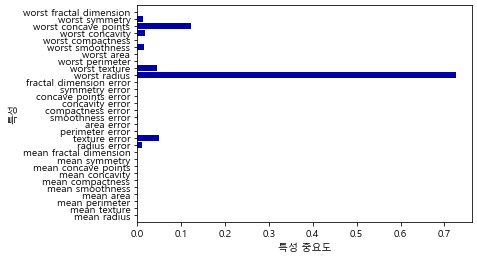 worst fractal dimension
worst symmetry
worst concave points
worst concavity
worst compactness
worst smoothness
worst area
worst perimeter
worst texture
worst radius
fractal dimension error
symmetry error
concave points error
concavity error
compactness error
smoothness error
area error
perimeter error
texture error
radius error
mean fractal dimension
mean symmetry
mean concave points
mean concavity
mean compactness
mean smoothness
mean area
mean perimeter
mean texture
mean radius
특성
0.0 0.1 0.2 0.3 0.4 0.5 0.6 0.7
특성 중요도